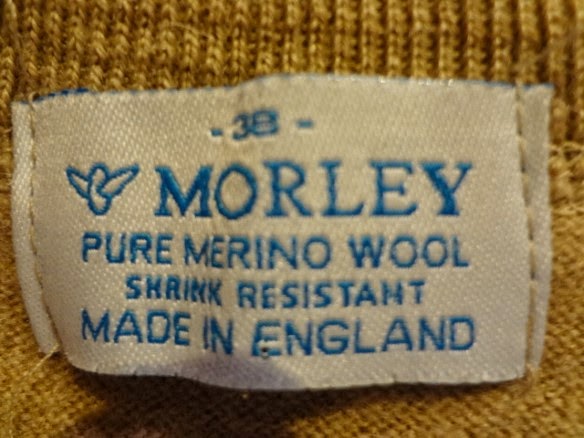 - 38 -
MORLEY
PURE MERINO WOOL
SHRINK RESISTANT
MADE IN ENGLAND